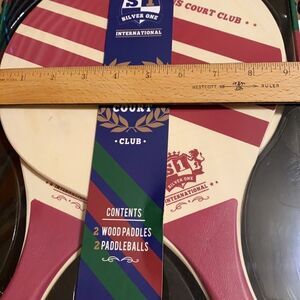 S1
SILVER ONE
INTERNATIONAL
S COURT CLUB
1 2 3 4 5 6 7 8 9
WESTCOTT
RULER
COURT
· CLUB ·
S1
SILVER ONE
INTERNATIONAL
INTERNATIONAL
CONTENTS
2 WOOD PADDLES
2 PADDLEBALLS